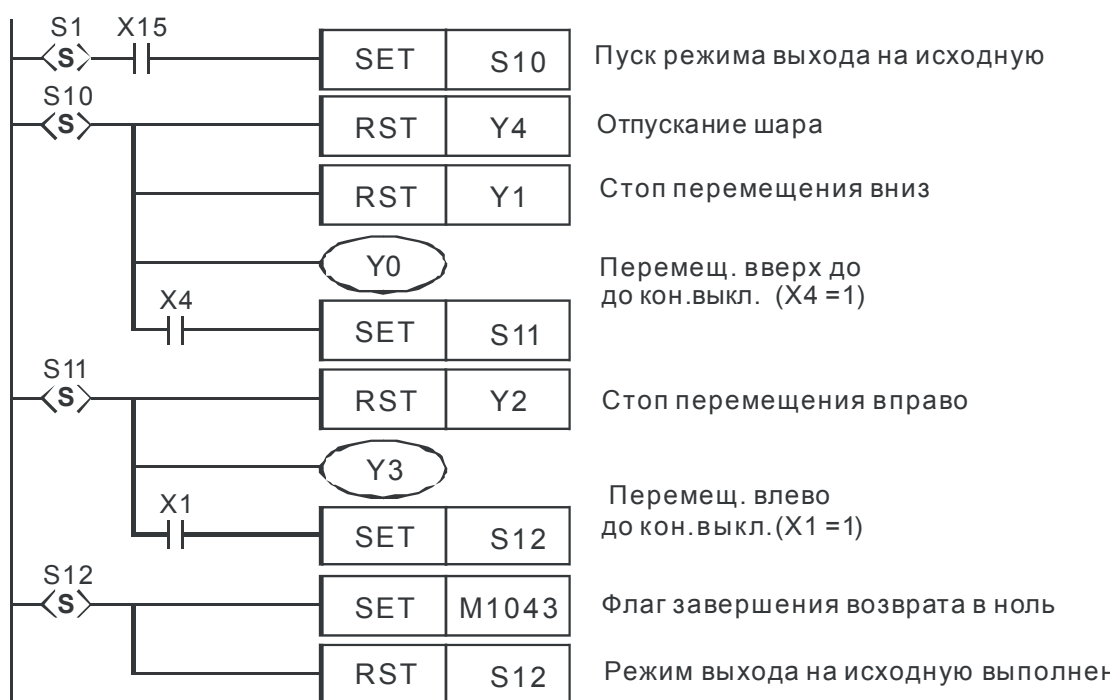 S1 X15
S SET S10 Пуск режима выхода на исходную
S10
S RST Y4 Отпускание шара
RST Y1 Стоп перемещения вниз
Y0 Перемещ. вверх до
до кон.выкл. (X4 =1)
X4
SET S11
S11
S RST Y2 Стоп перемещения вправо
Y3
Перемещ. влево
X1 до кон.выкл.(X1 =1)
SET S12
S12
S SET M1043 Флаг завершения возврата в ноль
RST S12 Режим выхода на исходную выполнен